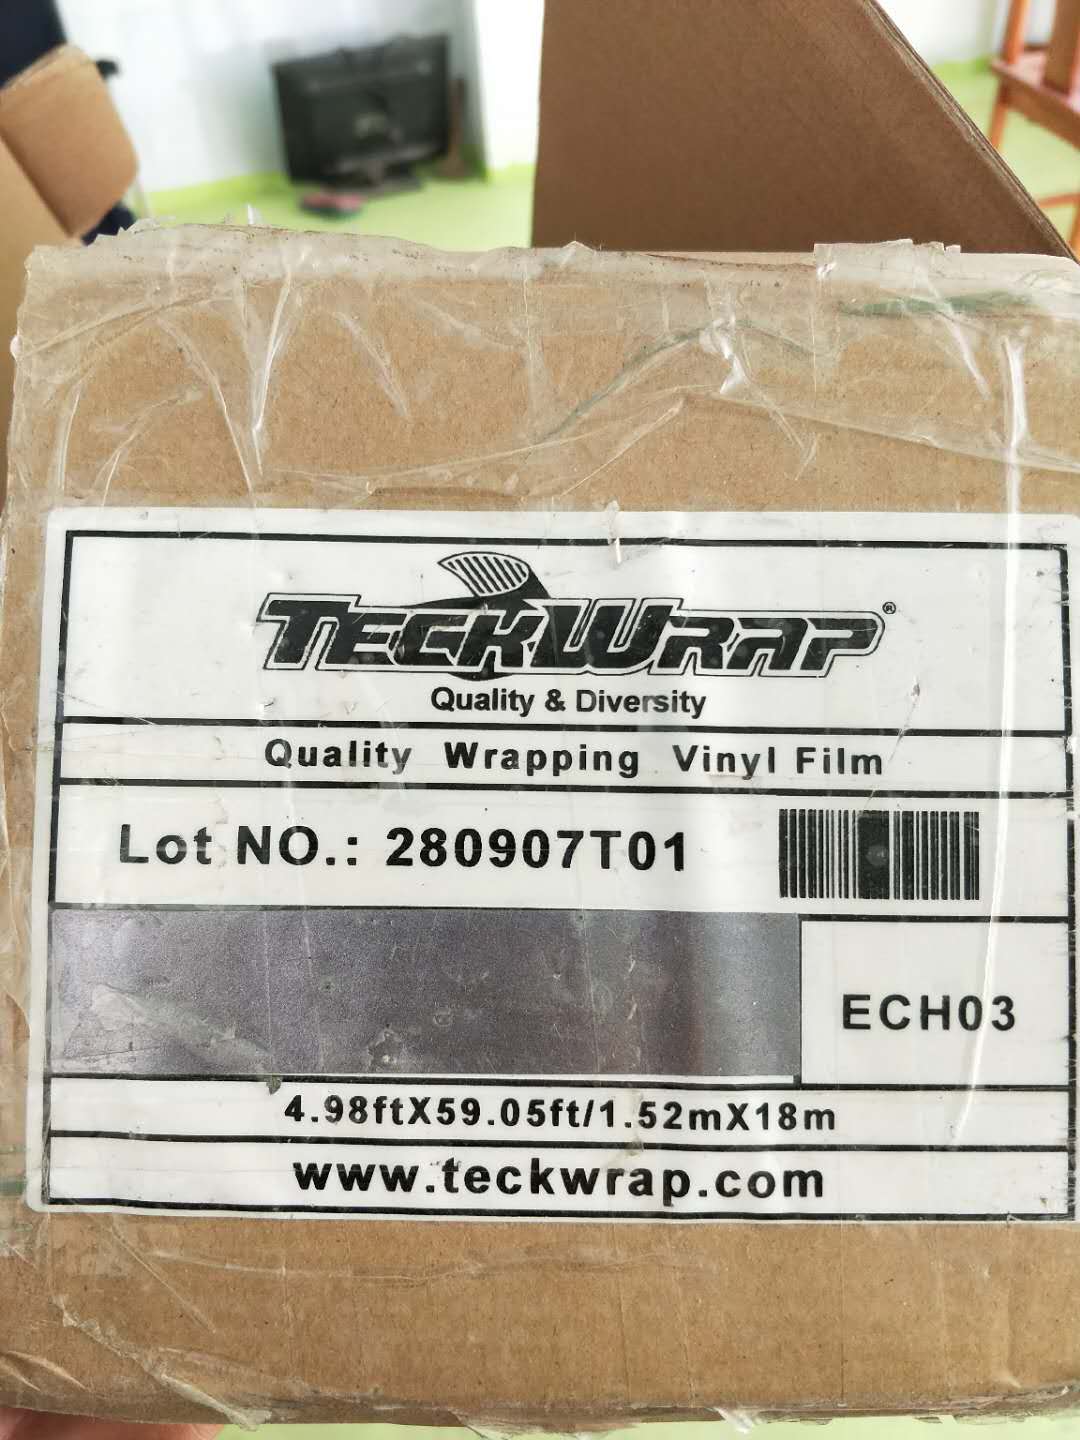 TECKWRAP®
Quality & Diversity
Quality Wrapping Vinyl Film
Lot NO.: 280907T01
ECH03
4.98ftX59.05ft/1.52mX18m
www.teckwrap.com